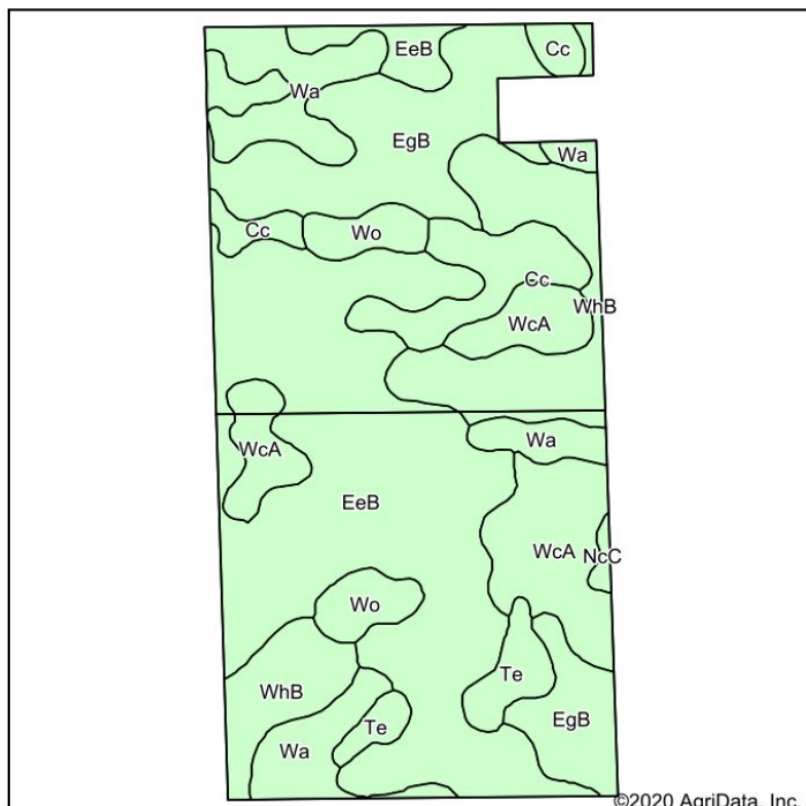 EeB
Cc
Wa
EgB
Wa
Cc
Wo
Cc
WhB
WcA
Wa
WcA
EeB
WcA
NcC
Wo
Te
WhB
EgB
Te
Wa
©2020 AgriData, Inc.